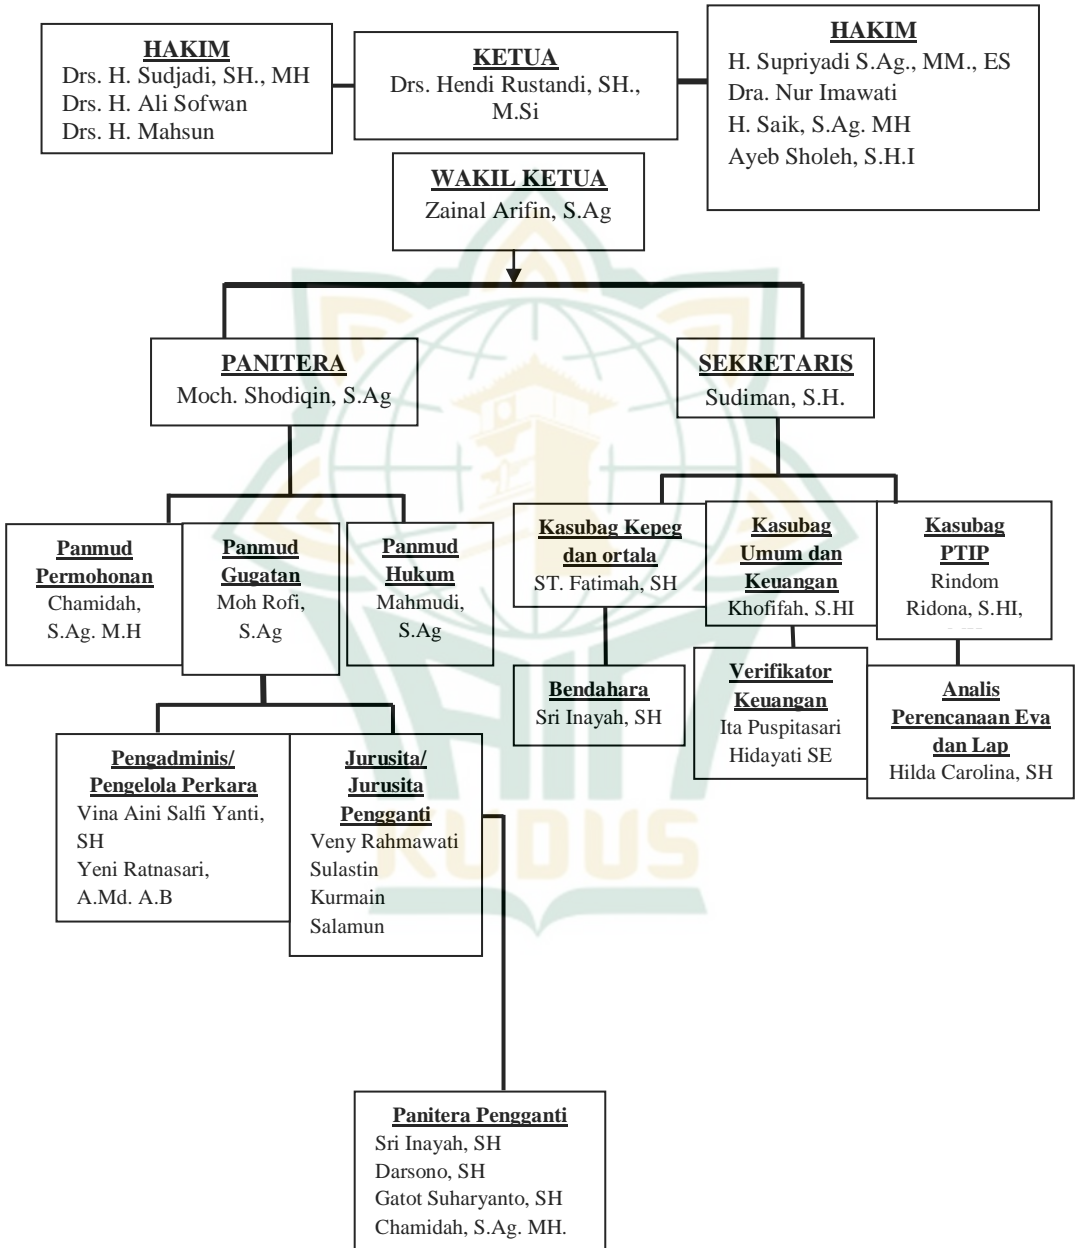 HAKIM
Drs. H. Sudjadi, SH., MH
Drs. H. Ali Sofwan
Drs. H. Mahsun
KETUA
Drs. Hendi Rustandi, SH.,
M.Si
HAKIM
H. Supriyadi S.Ag., MM., ES
Dra. Nur Imawati
H. Saik, S.Ag. MH
Ayeb Sholeh, S.H.I
WAKIL KETUA
Zainal Arifin, S.Ag
PANITERA
Moch. Shodiqin, S.Ag
SEKRETARIS
Sudiman, S.H.
Panmud
Permohonan
Chamidah,
S.Ag. M.H
Panmud
Gugatan
Moh Rofi,
S.Ag
Panmud
Hukum
Mahmudi,
S.Ag
Kasubag Kepeg
dan ortala
ST. Fatimah, SH
Kasubag
Umum dan
Keuangan
Khofifah, S.HI
Kasubag
PTIP
Rindom
Ridona, S.HI,
Bendahara
Sri Inayah, SH
Verifikator
Keuangan
Ita Puspitasari
Hidayati SE
Analis
Perencanaan Eva
dan Lap
Hilda Carolina, SH
Pengadminis/
Pengelola Perkara
Vina Aini Salfi Yanti,
SH
Yeni Ratnasari,
A.Md. A.B
Jurusita/
Jurusita
Pengganti
Veny Rahmawati
Sulastin
Kurmain
Salamun
KUDUS
Panitera Pengganti
Sri Inayah, SH
Darsono, SH
Gatot Suharyanto, SH
Chamidah, S.Ag. MH.